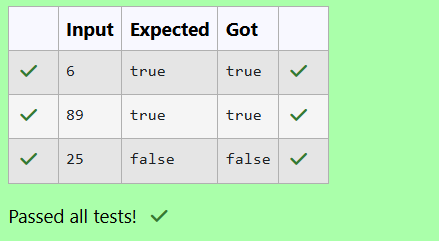 Input Expected Got
6 true true
89 true true
25 false false
Passed all tests!